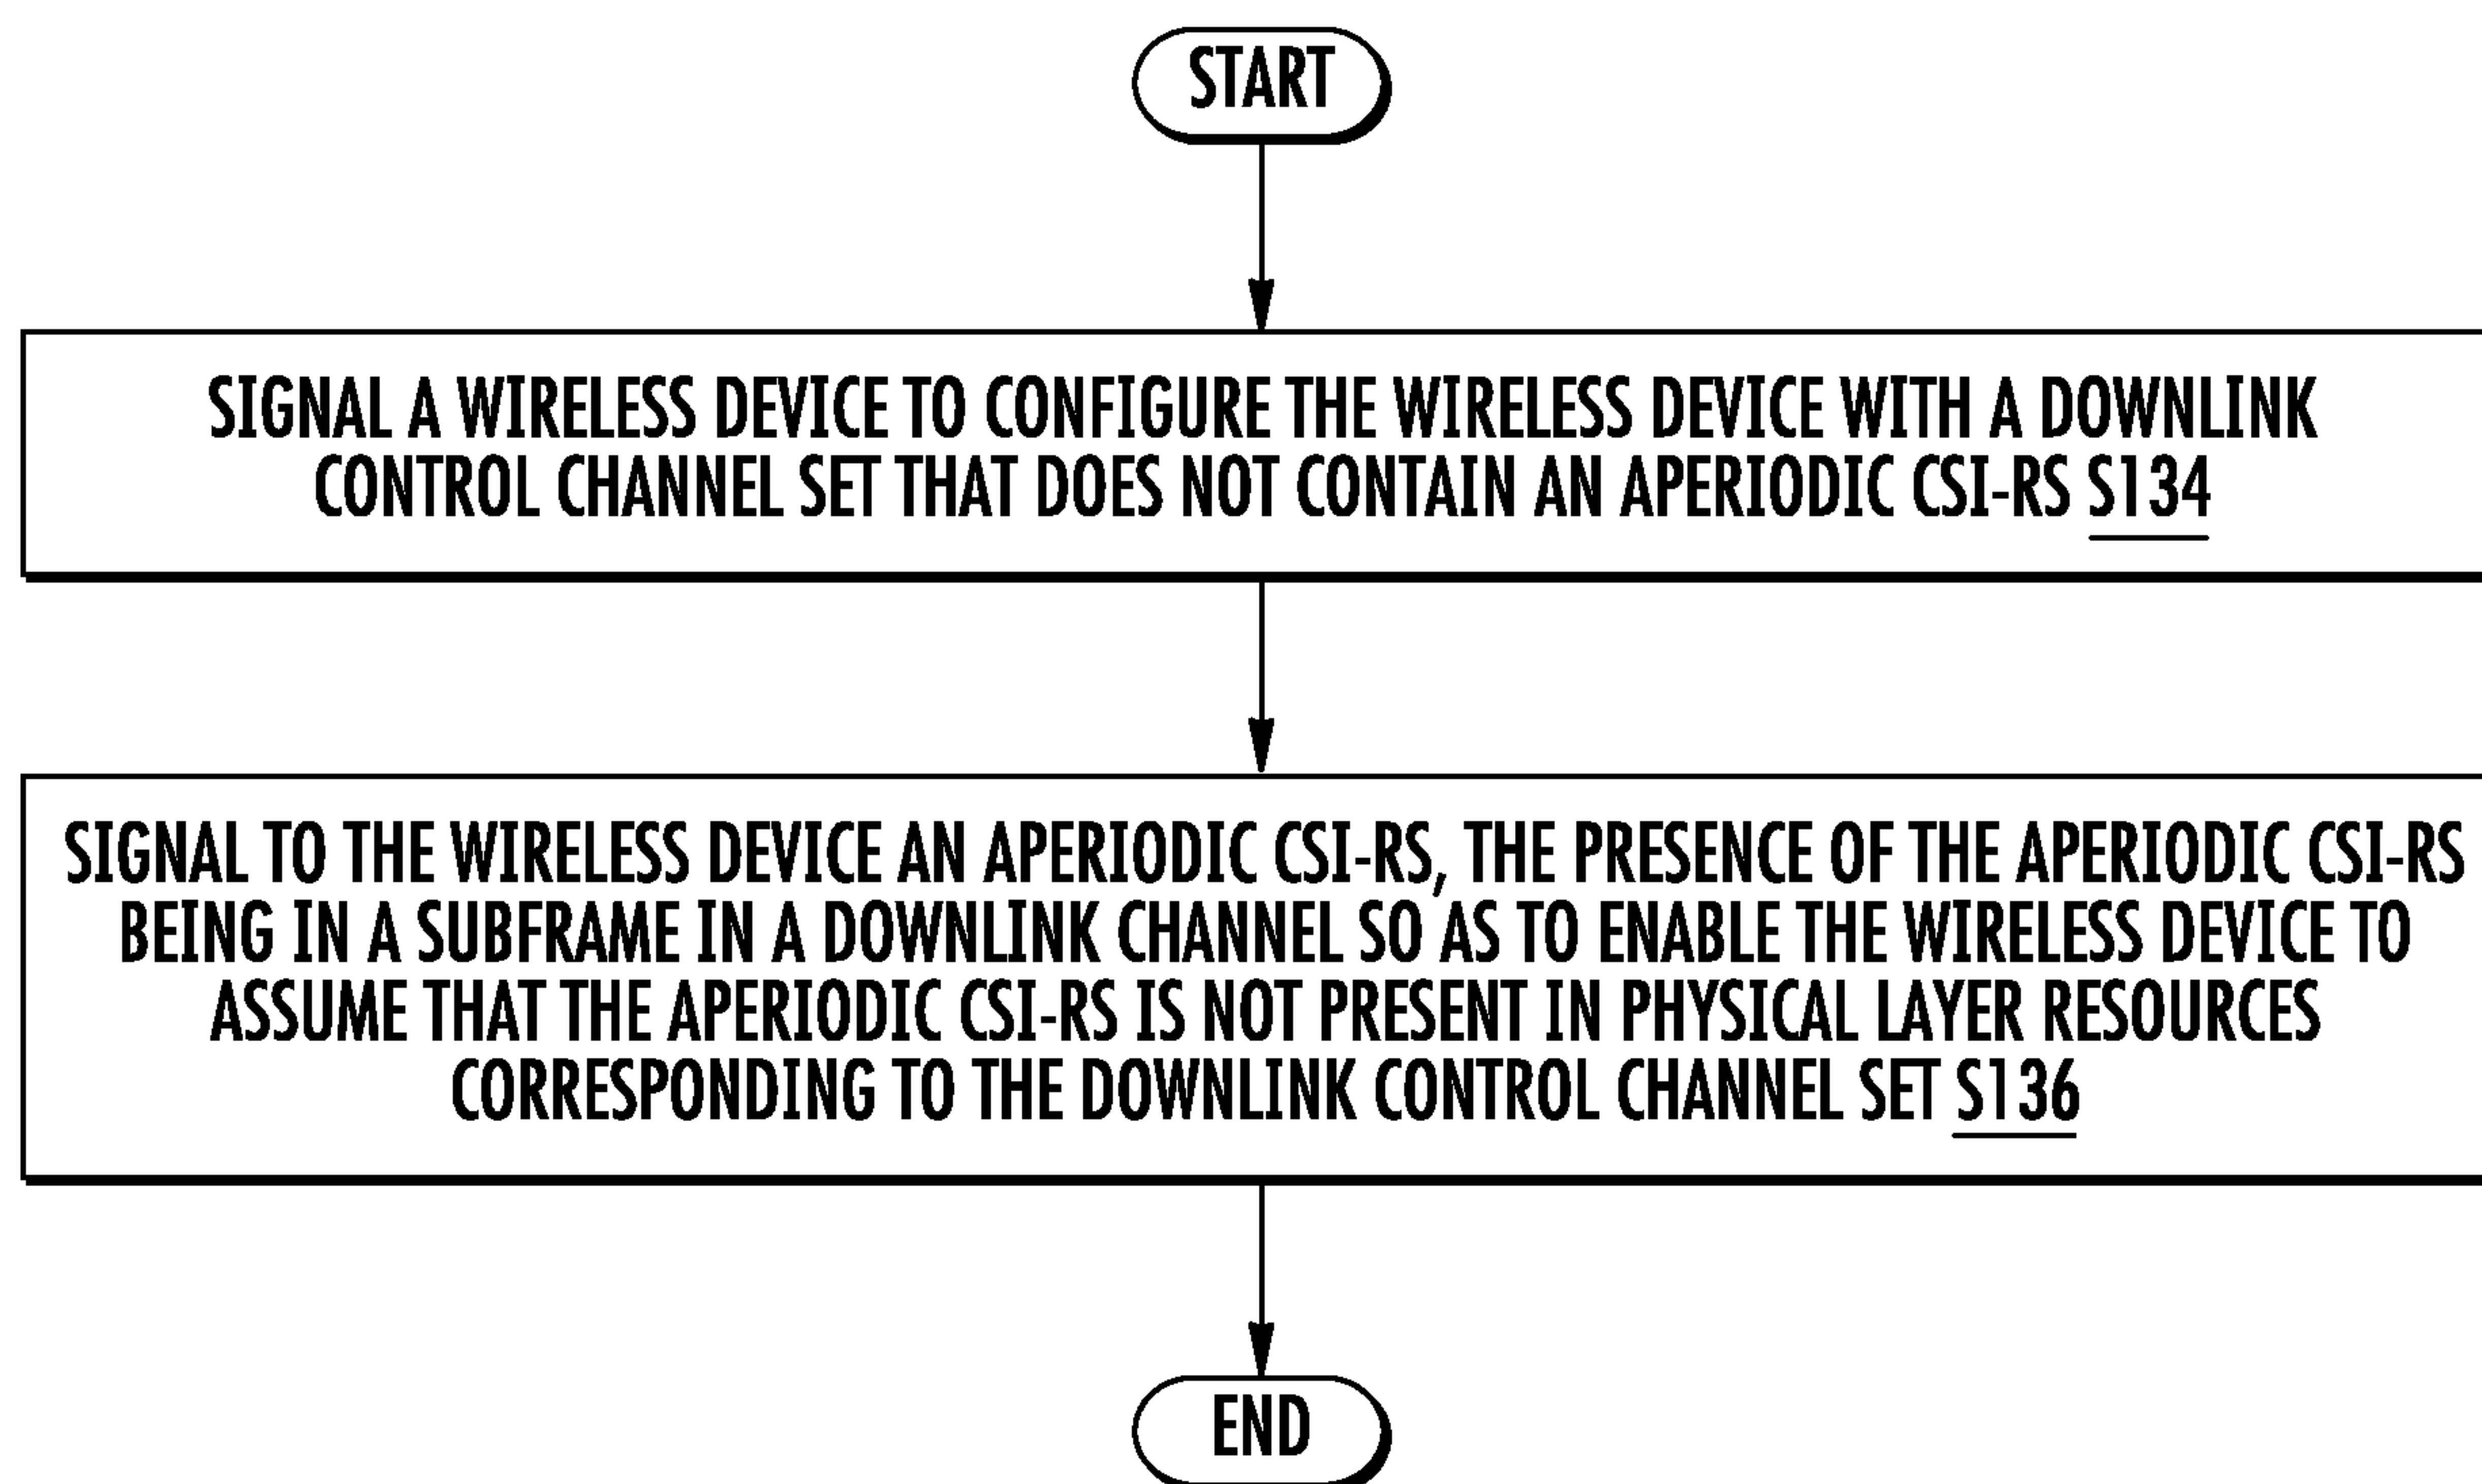 START
SIGNAL A WIRELESS DEVICE TO CONFIGURE THE WIRELESS DEVICE WITH A DOWNLINK
CONTROL CHANNEL SET THAT DOES NOT CONTAIN AN APERIODIC CSI-RS S134
SIGNAL TO THE WIRELESS DEVICE AN APERIODIC CSI-RS, THE PRESENCE OF THE APERIODIC CSI-RS
BEING IN A SUBFRAME IN A DOWNLINK CHANNEL SO AS TO ENABLE THE WIRELESS DEVICE TO
ASSUME THAT THE APERIODIC CSI-RS IS NOT PRESENT IN PHYSICAL LAYER RESOURCES
CORRESPONDING TO THE DOWNLINK CONTROL CHANNEL SET S136
END